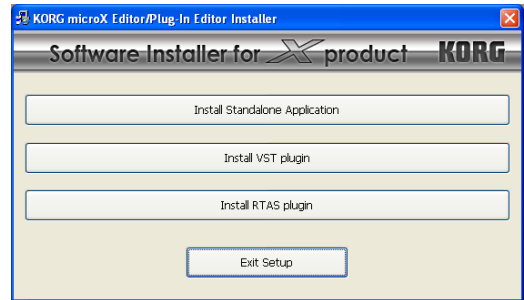 KORG microX Editor/Plug-In Editor Installer
Software Installer for X product KORG
Install Standalone Application
Install VST plugin
Install RTAS plugin
Exit Setup